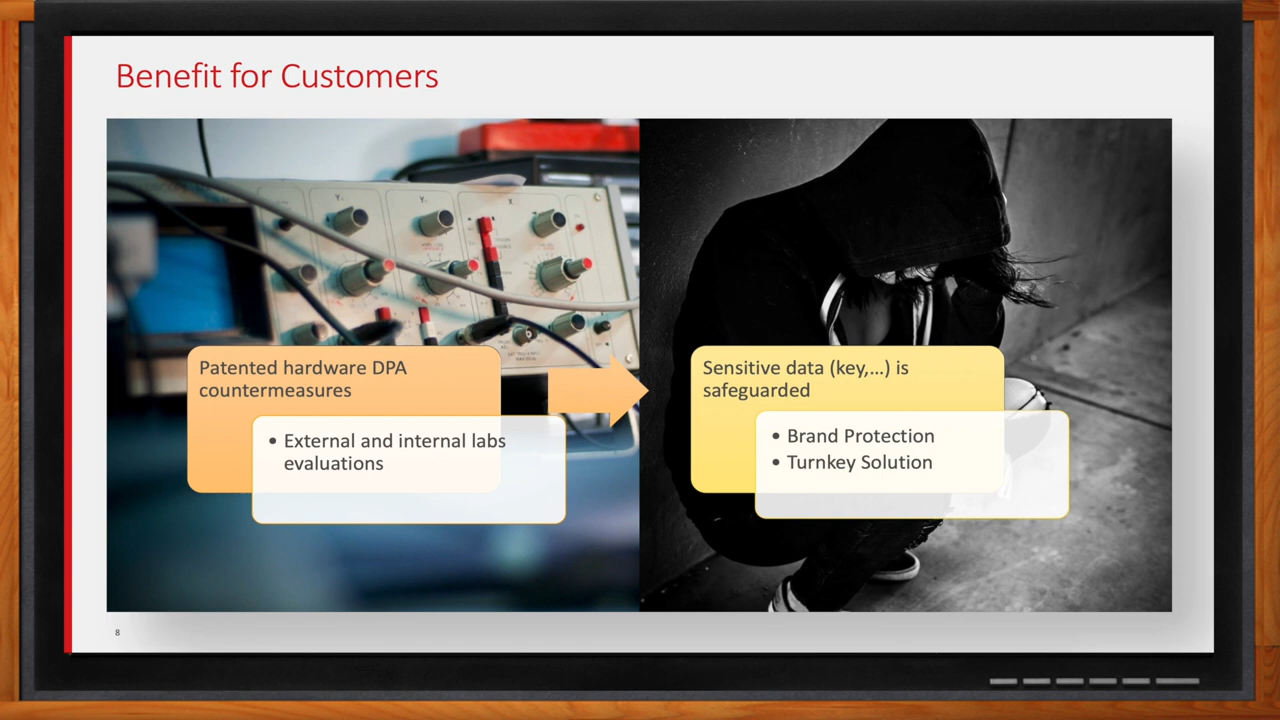 Benefit for Customers
Patented hardware DPA
countermeasures
• External and internal labs
evaluations
Sensitive data (key,...) is
safeguarded
• Brand Protection
• Turnkey Solution
8